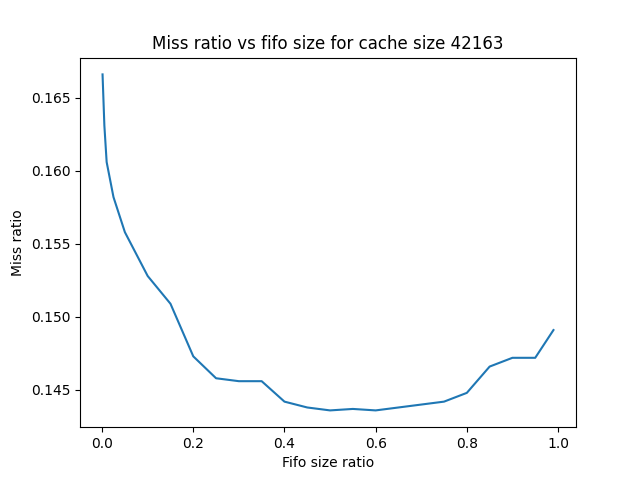 Miss ratio vs fifo size for cache size 42163
Miss ratio
0.165
0.160
0.155
0.150
0.145
0.0 0.2 0.4 0.6 0.8 1.0
Fifo size ratio